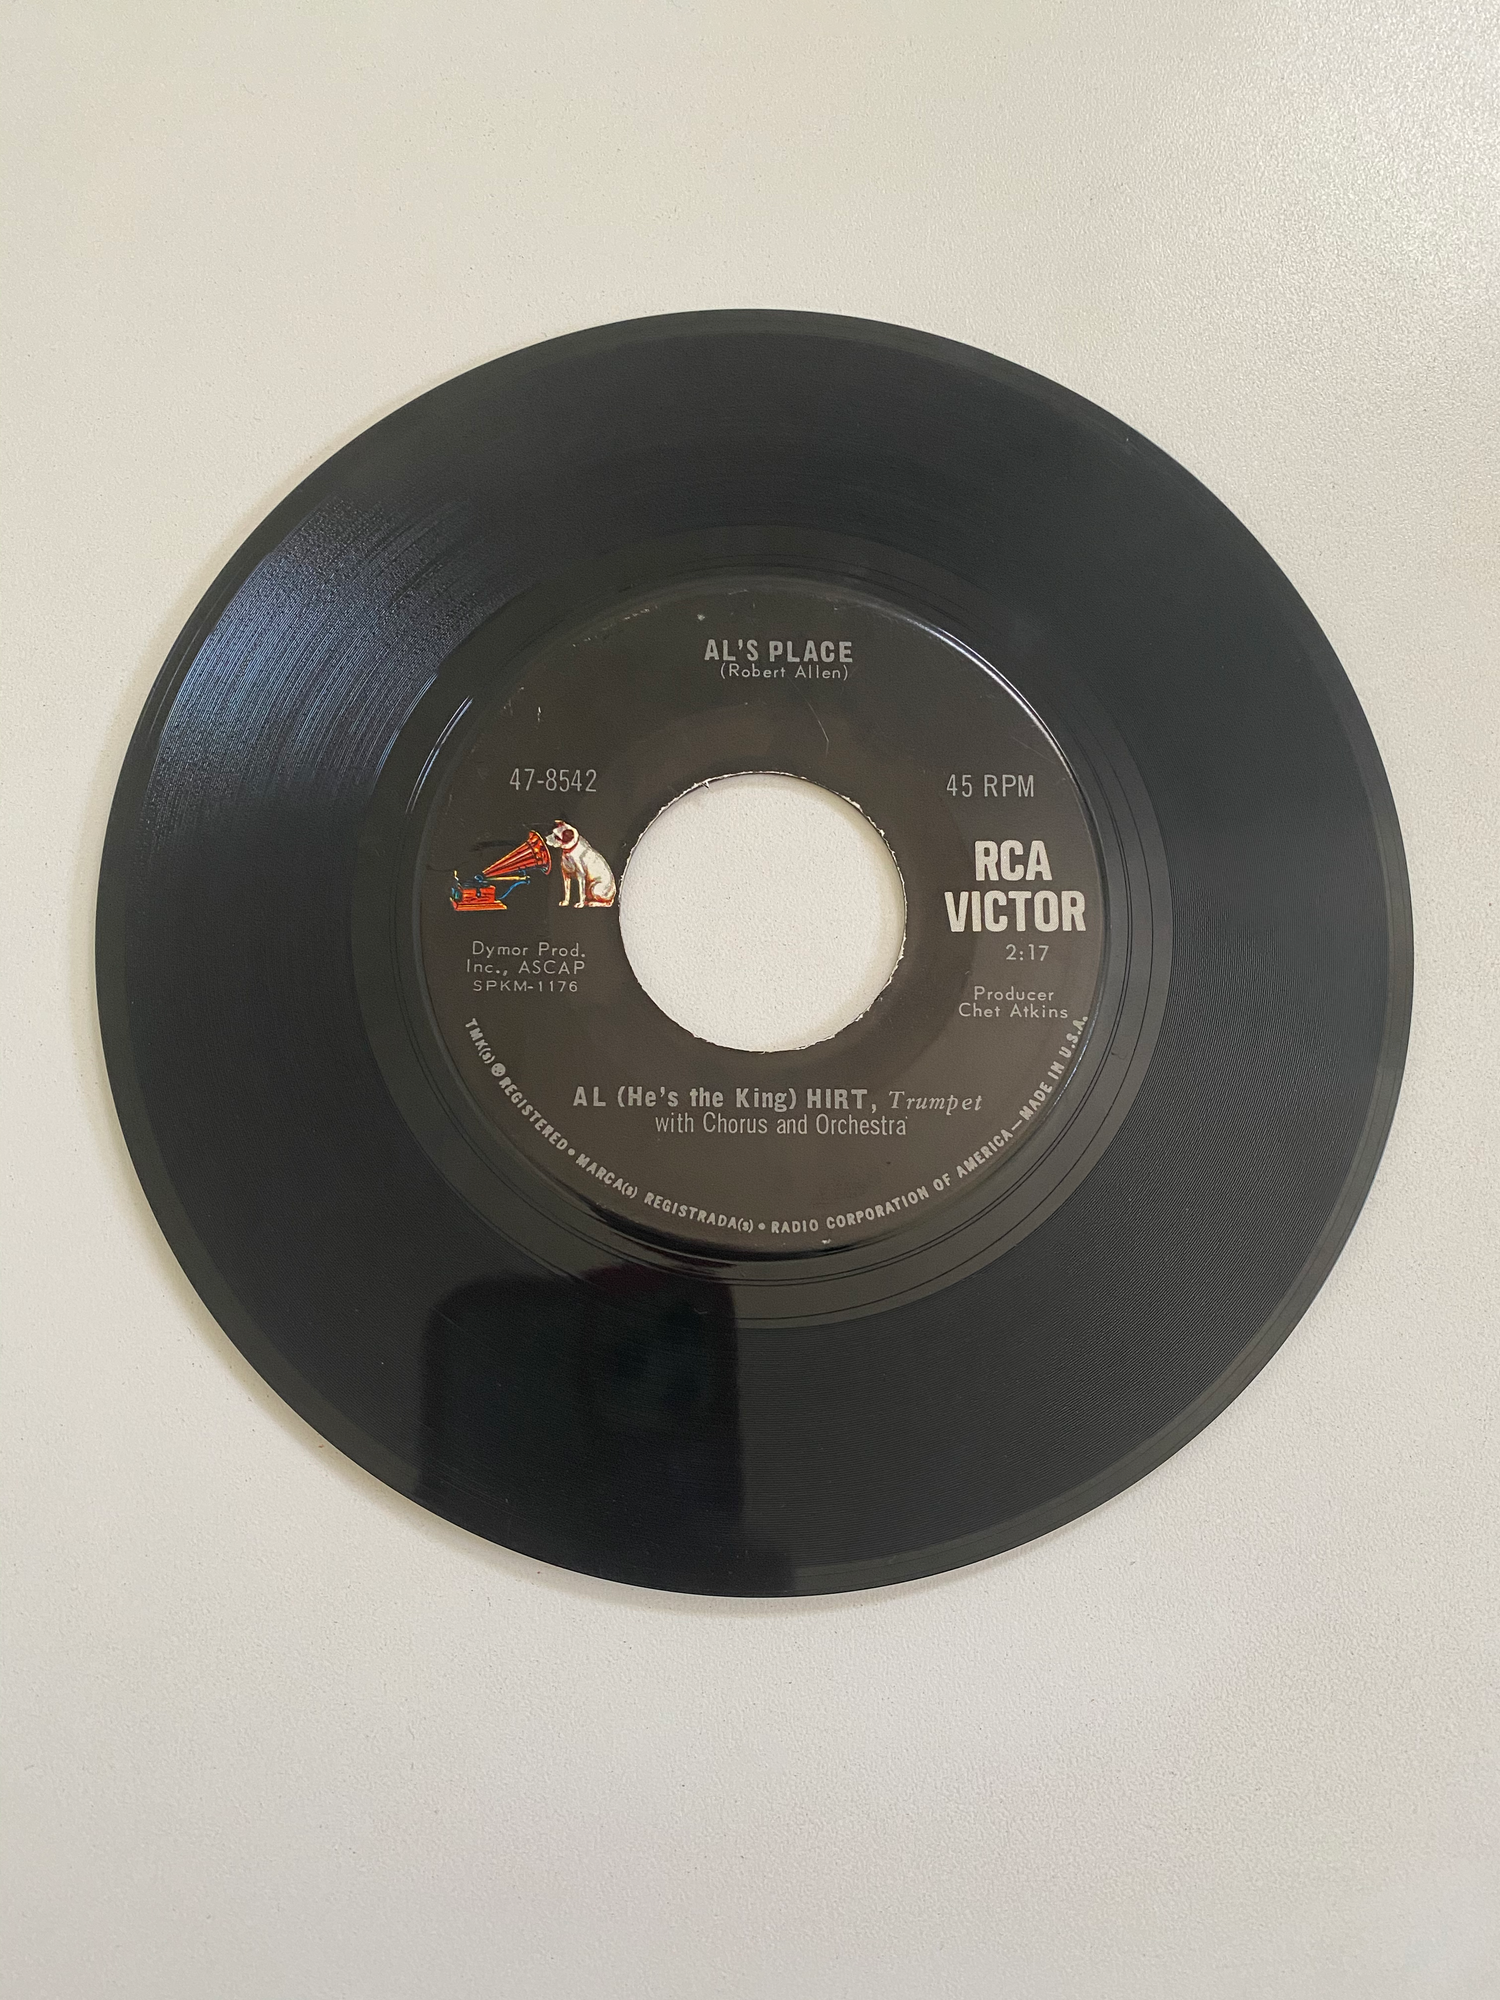 AL'S PLACE
(Robert Allen)
47-8542
45 RPM
RCA
VICTOR
2:17
Dymor Prod.
Inc., ASCAP
SPKM-1176
Producer
Chet Atkins
AL (He's the King) HIRT, Trumpet
with Chorus and Orchestra
TMK(s) ® REGISTERED • MARCA(s) REGISTRADA(s) • RADIO CORPORATION OF AMERICA — MADE IN U.S.A.